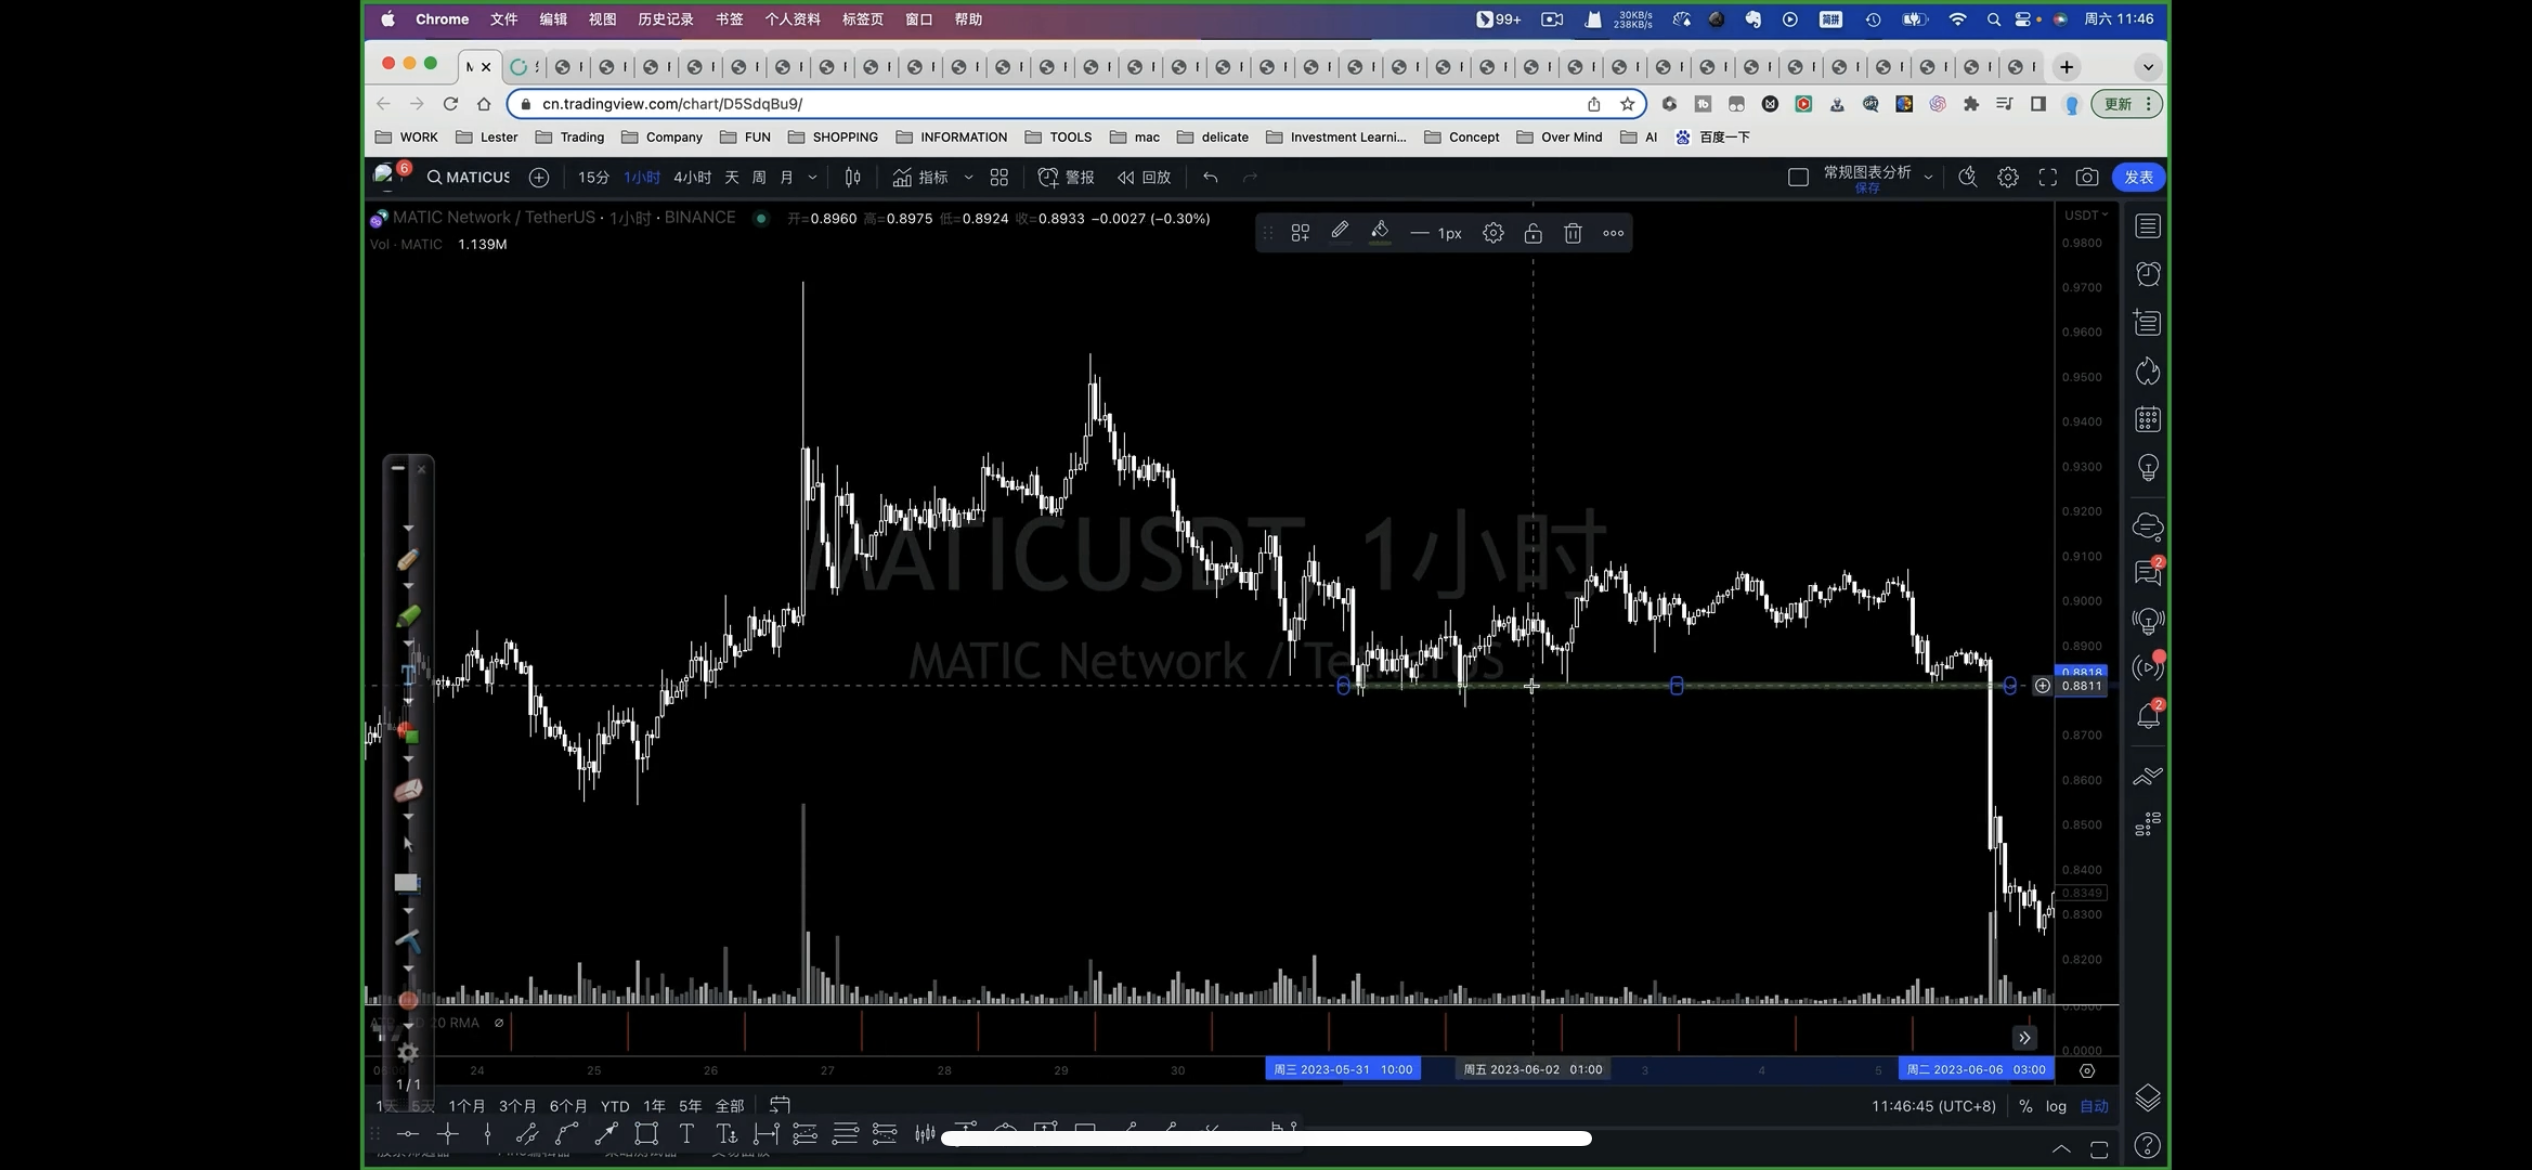 Chrome 文件 编辑 视图 历史记录 书签 个人资料 标签页 窗口 帮助 99+ 30KB/s 238KB/s 简拼 周六 11:46
cn.tradingview.com/chart/D5SdqBu9/ 更新
WORK Lester Trading Company FUN SHOPPING INFORMATION TOOLS mac delicate Investment Learni... Concept Over Mind AI 百度一下
6 MATICUS 15分 1小时 4小时 天 周 月 指标 警报 回放 常规图表分析 保存 发表
MATIC Network / TetherUS · 1小时 · BINANCE 开=0.8960 高=0.8975 低=0.8924 收=0.8933 −0.0027 (−0.30%) USDT
1px
Vol · MATIC 1.139M
0.9800
0.9700
0.9600
0.9500
0.9400
0.9300
0.9200
0.9100
0.9000
0.8900
0.8818
0.8811
0.8700
0.8600
0.8500
0.8400
0.8349
0.8300
0.8200
0.0000
MATICUSDT, 1小时
MATIC Network / TetherUS
2
2
20 RMA
24 25 26 27 28 29 30 周三 2023-05-31 10:00 周五 2023-06-02 01:00 3 4 5 周二 2023-06-06 03:00
1/1
1天 5天 1个月 3个月 6个月 YTD 1年 5年 全部 11:46:45 (UTC+8) % log 自动